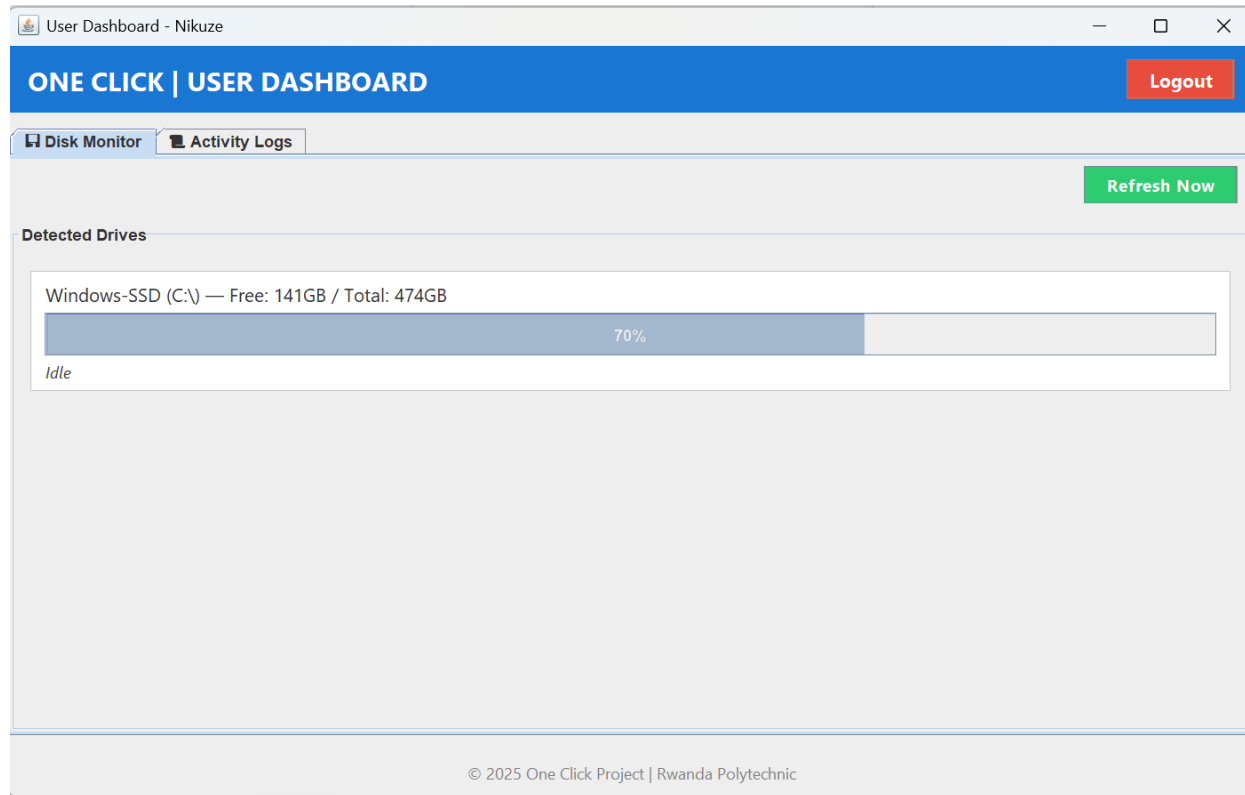 User Dashboard - Nikuze
ONE CLICK | USER DASHBOARD
Logout
Disk Monitor
Activity Logs
Refresh Now
Detected Drives
Windows-SSD (C:\) — Free: 141GB / Total: 474GB
70%
Idle
© 2025 One Click Project | Rwanda Polytechnic